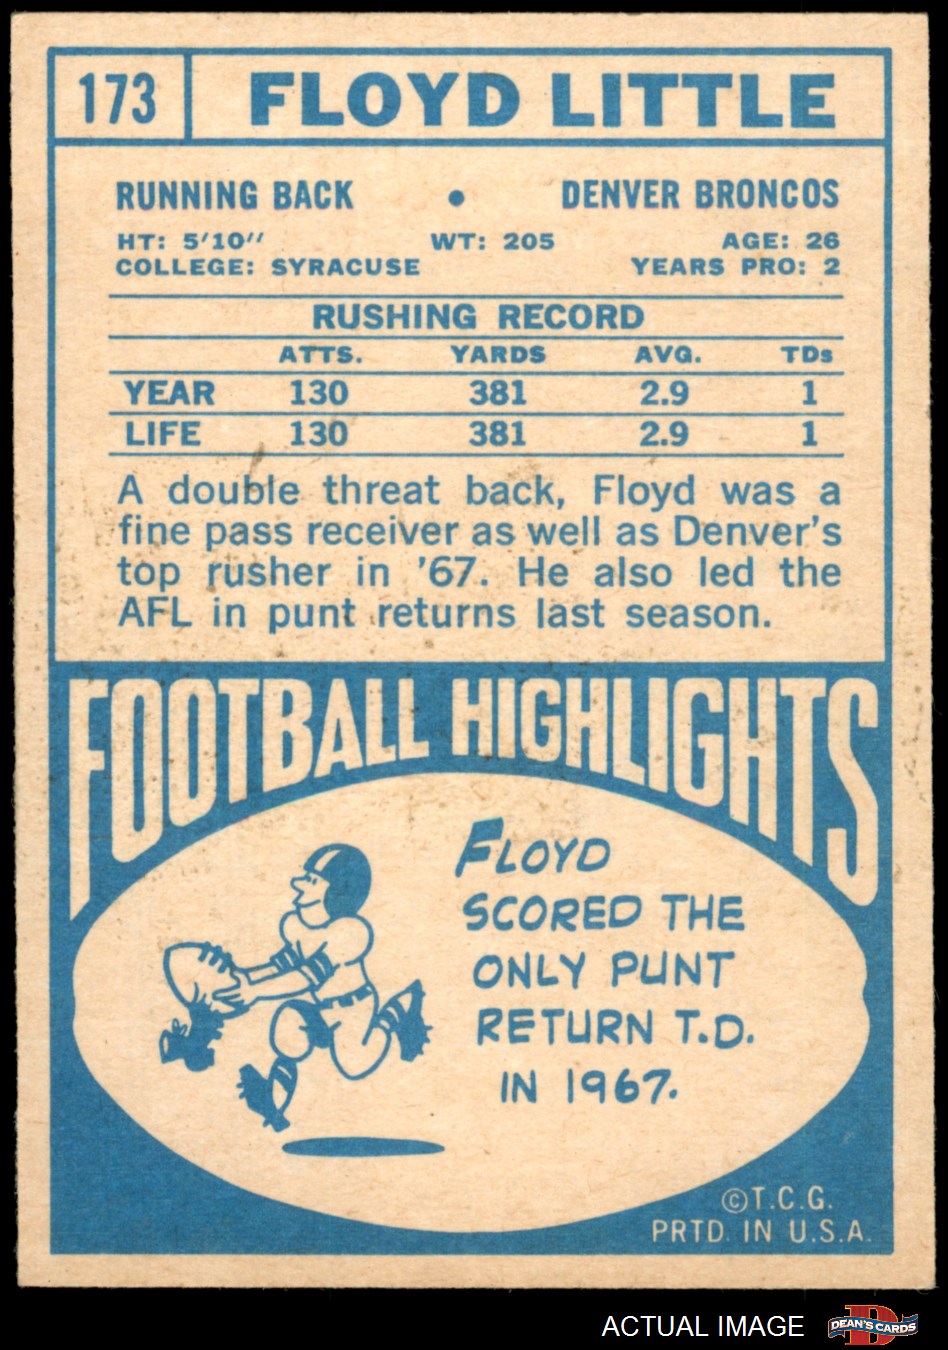 173 FLOYD LITTLE
RUNNING BACK • DENVER BRONCOS
HT: 5'10" WT: 205 AGE: 26
COLLEGE: SYRACUSE YEARS PRO: 2
RUSHING RECORD
ATTS. YARDS AVG. TDs
YEAR 130 381 2.9 1
LIFE 130 381 2.9 1
A double threat back, Floyd was a
fine pass receiver as well as Denver's
top rusher in '67. He also led the
AFL in punt returns last season.
FOOTBALL HIGHLIGHTS
FLOYD
SCORED THE
ONLY PUNT
RETURN T.D.
IN 1967.
©T.C.G.
PRTD. IN U.S.A.
ACTUAL IMAGE
D
DEAN'S CARDS